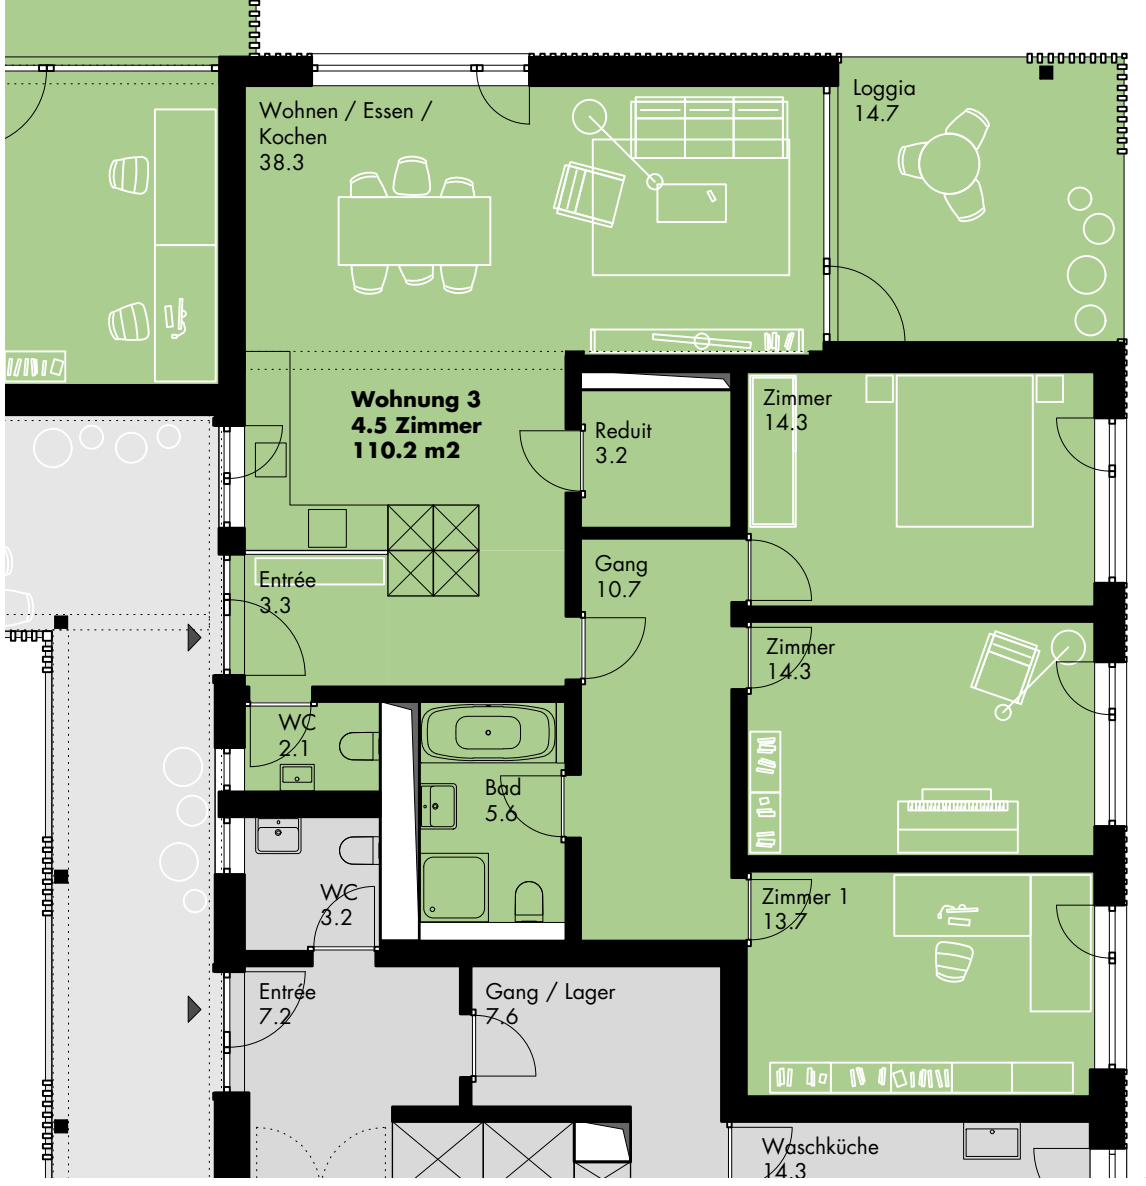 Wohnen / Essen /
Kochen
38.3
Loggia
14.7
Wohnung 3
4.5 Zimmer
110.2 m2
Reduit
3.2
Zimmer
14.3
Entrée
3.3
Gang
10.7
Zimmer
14.3
WC
2.1
Bad
5.6
WC
3.2
Zimmer 1
13.7
Entrée
7.2
Gang / Lager
7.6
Waschküche
14.3